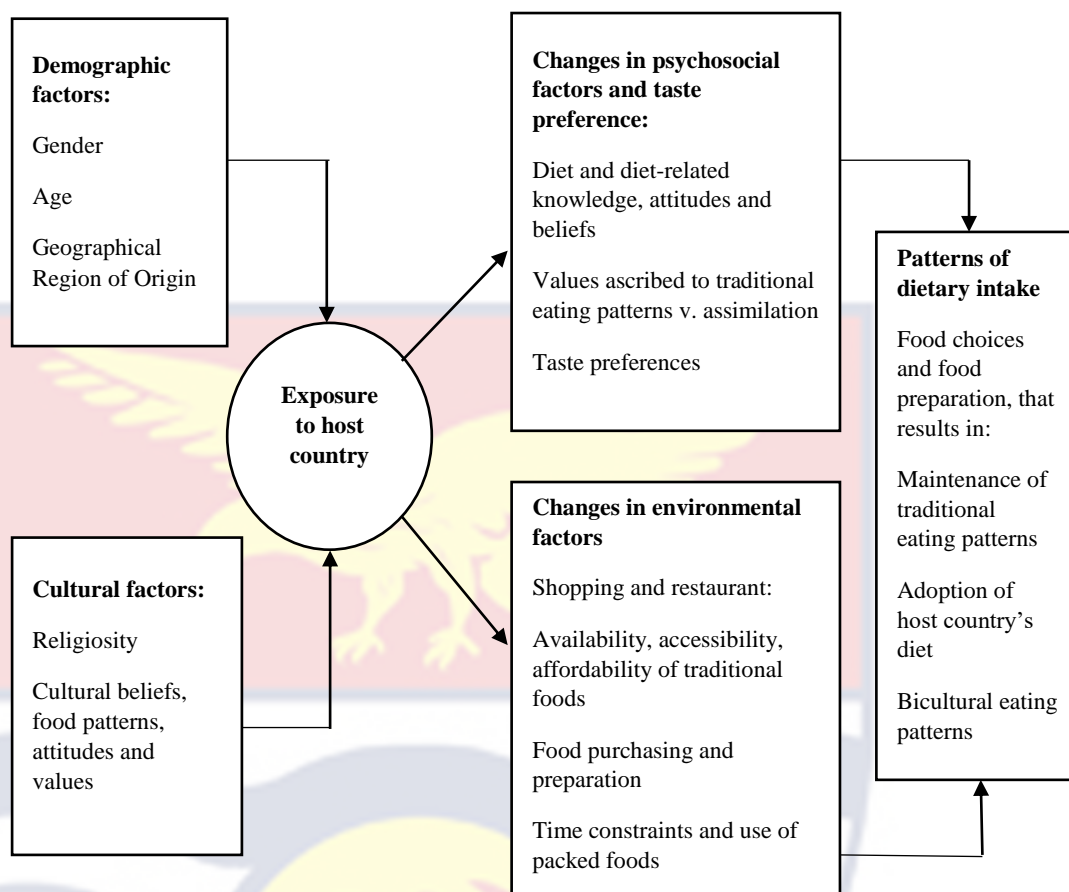 Demographic
factors:
Gender
Age
Geographical
Region of Origin
Cultural factors:
Religiosity
Cultural beliefs,
food patterns,
attitudes and
values
Exposure
to host
country
Changes in psychosocial
factors and taste
preference:
Diet and diet-related
knowledge, attitudes and
beliefs
Values ascribed to traditional
eating patterns v. assimilation
Taste preferences
Changes in environmental
factors
Shopping and restaurant:
Availability, accessibility,
affordability of traditional
foods
Food purchasing and
preparation
Time constraints and use of
packed foods
Patterns of
dietary intake
Food choices
and food
preparation, that
results in:
Maintenance of
traditional
eating patterns
Adoption of
host country’s
diet
Bicultural eating
patterns